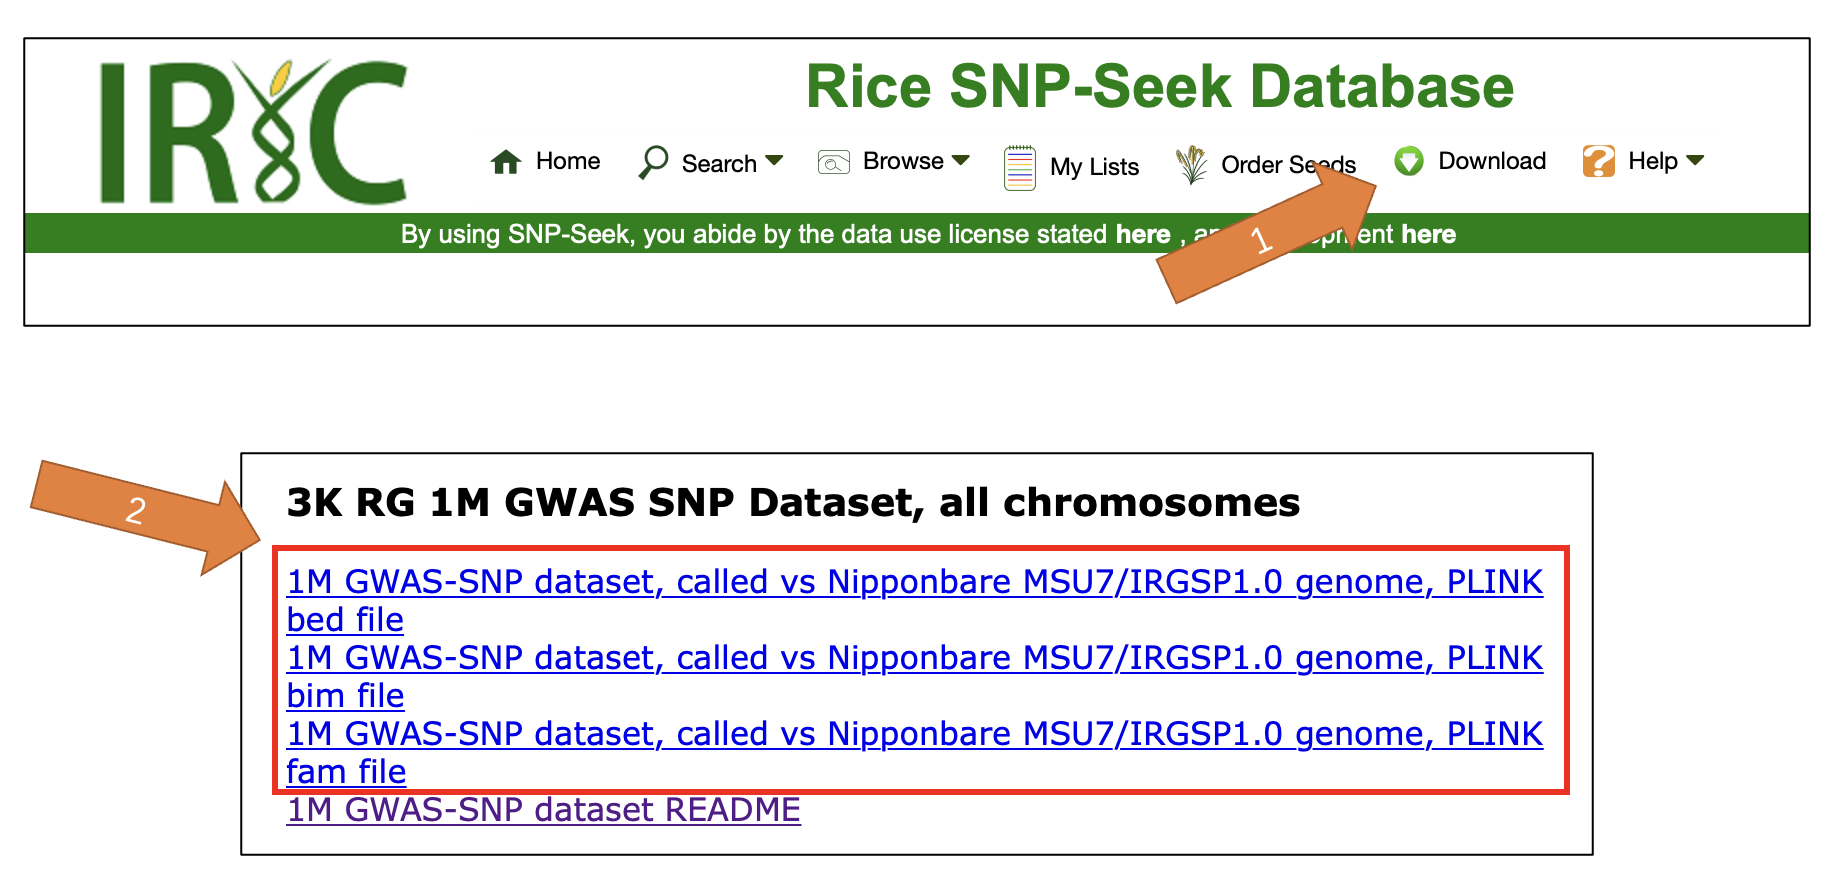 IRIC
Rice SNP-Seek Database
Home Search Browse My Lists Order Seeds Download Help
By using SNP-Seek, you abide by the data use license stated here , ent here
1
2
3K RG 1M GWAS SNP Dataset, all chromosomes
1M GWAS-SNP dataset, called vs Nipponbare MSU7/IRGSP1.0 genome, PLINK
bed file
1M GWAS-SNP dataset, called vs Nipponbare MSU7/IRGSP1.0 genome, PLINK
bim file
1M GWAS-SNP dataset, called vs Nipponbare MSU7/IRGSP1.0 genome, PLINK
fam file
1M GWAS-SNP dataset README